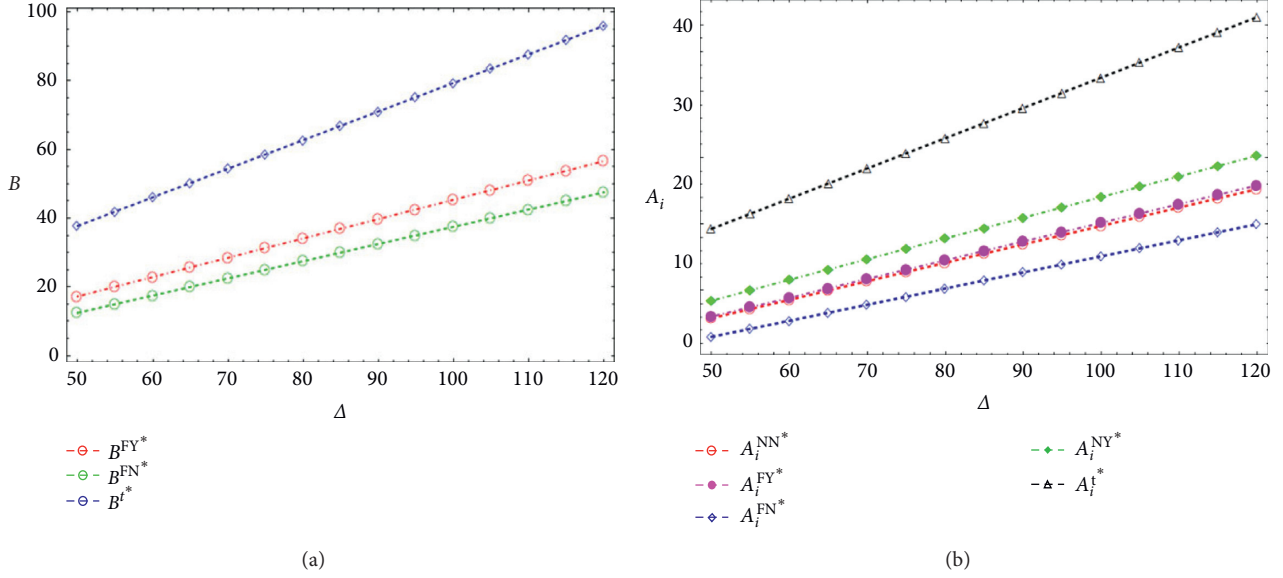 100
80
60
40
20
0
B
50 60 70 80 90 100 110 120
Δ
B^{FY*}
B^{FN*}
B^{t*}
(a)
40
30
20
10
0
A_i
50 60 70 80 90 100 110 120
Δ
A_i^{NN*}
A_i^{FY*}
A_i^{FN*}
A_i^{NY*}
A_i^{t*}
(b)